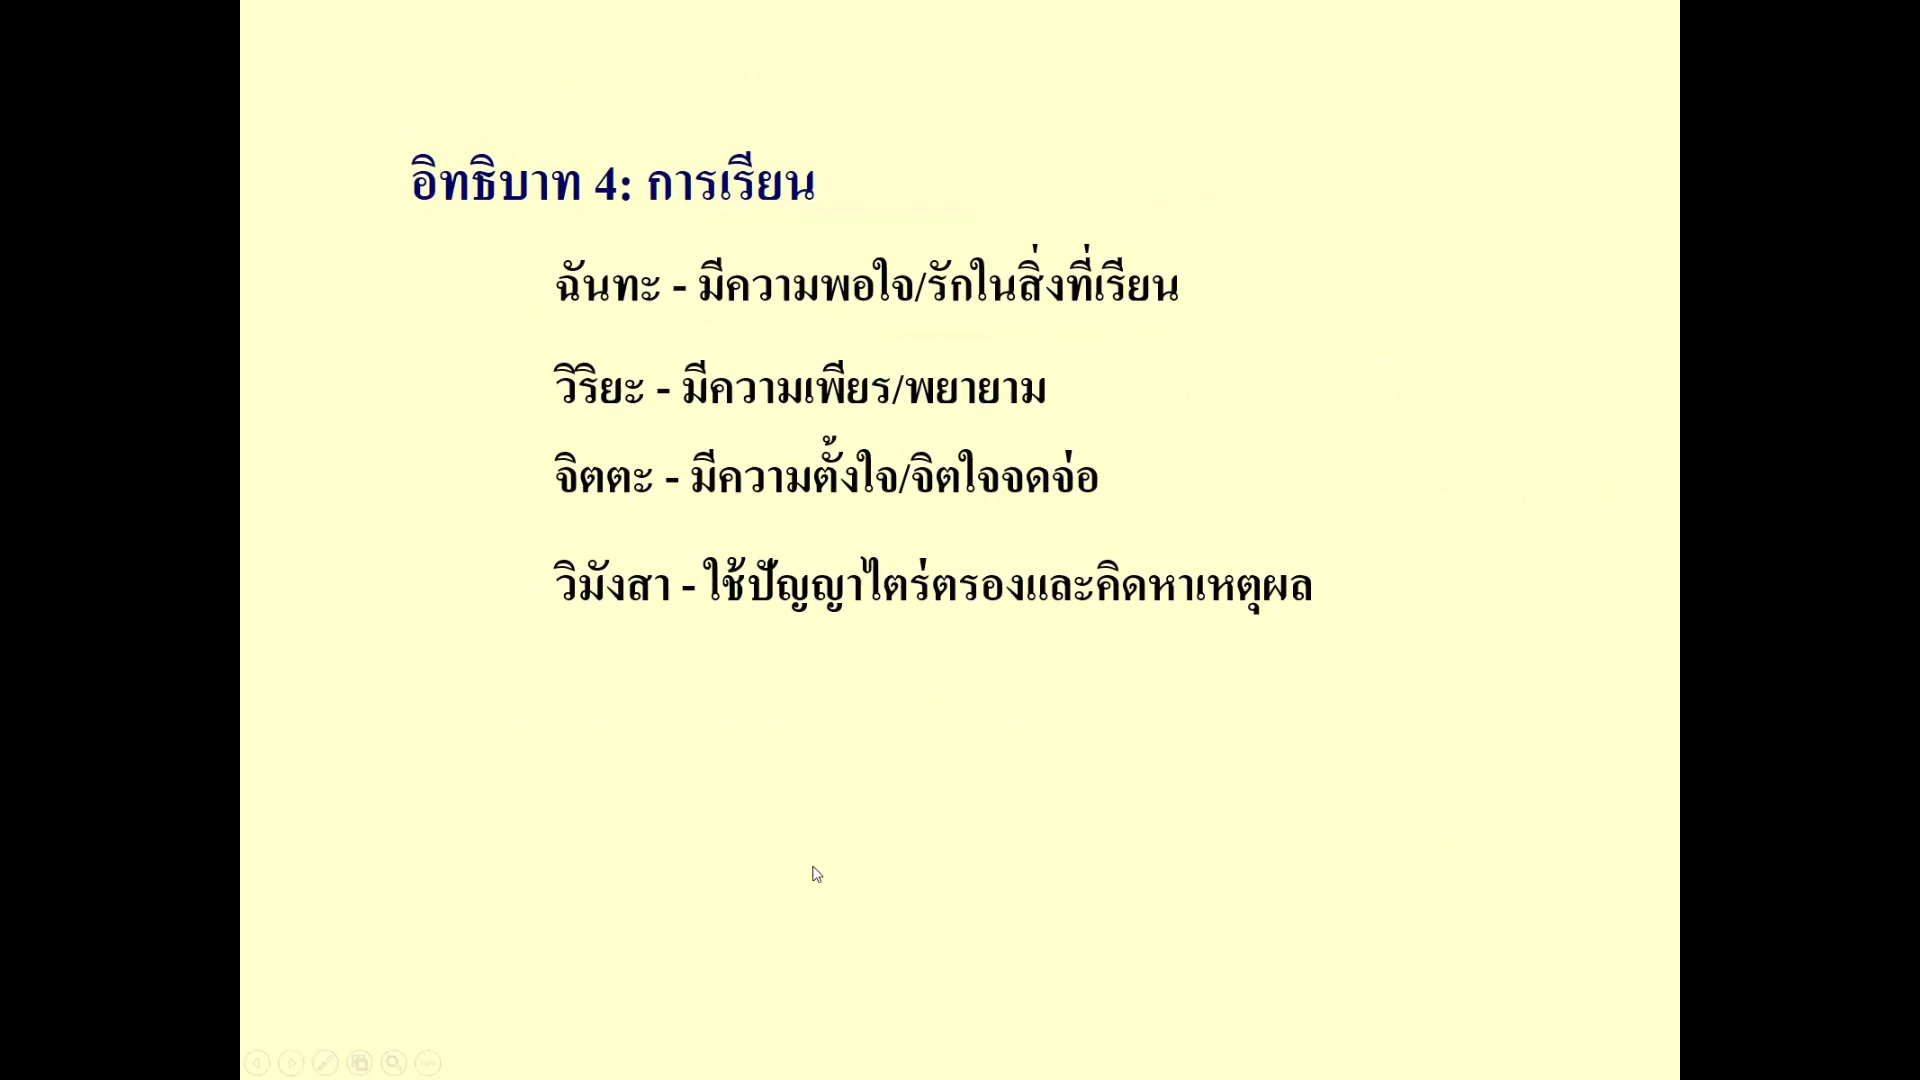 อิทธิบาท 4: การเรียน
ฉันทะ - มีความพอใจ/รักในสิ่งที่เรียน
วิริยะ - มีความเพียร/พยายาม
จิตตะ - มีความตั้งใจ/จิตใจจดจ่อ
วิมังสา - ใช้ปัญญาไตร่ตรองและคิดหาเหตุผล